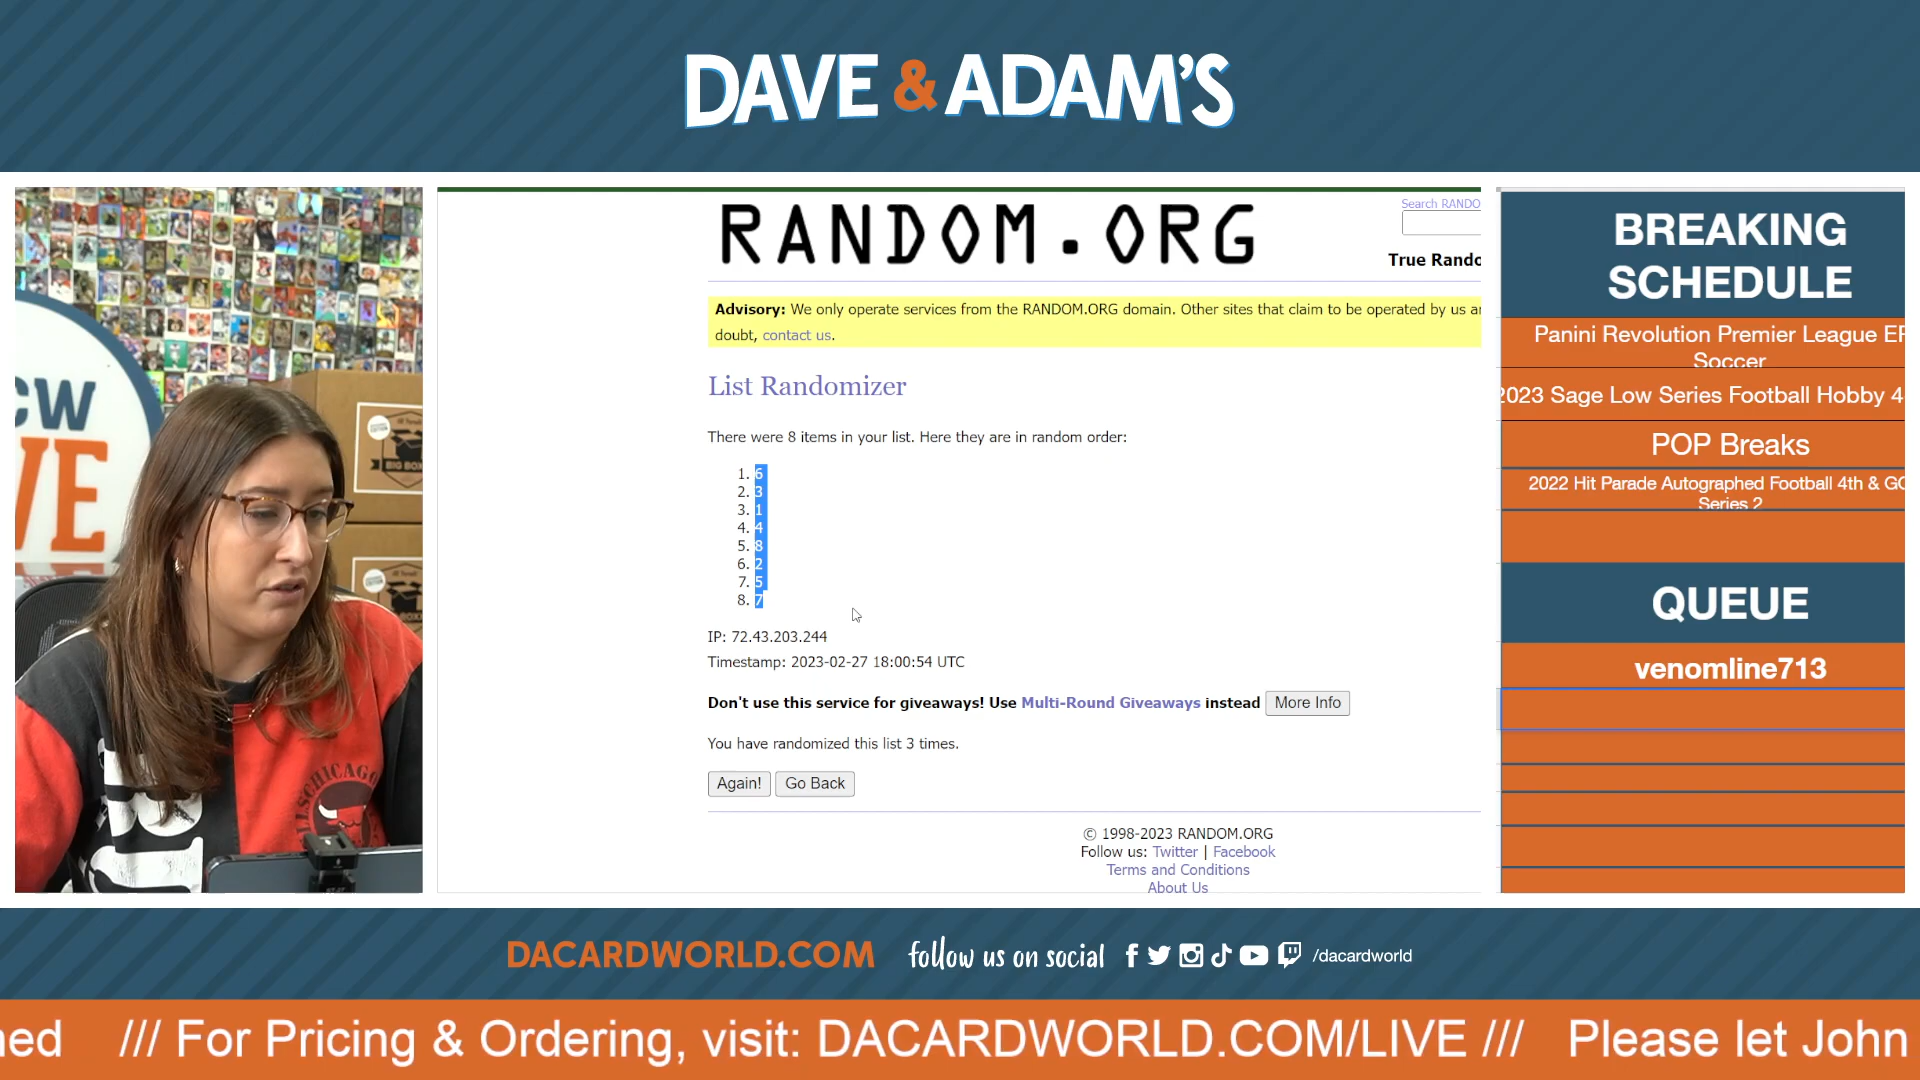 DAVE & ADAM'S
CW
VE
BIG BOX
CHICAGO
RANDOM.ORG
Search RANDO
True Rando
Advisory: We only operate services from the RANDOM.ORG domain. Other sites that claim to be operated by us a
doubt, contact us.
List Randomizer
There were 8 items in your list. Here they are in random order:
1. 6
2. 3
3. 1
4. 4
5. 8
6. 2
7. 5
8. 7
IP: 72.43.203.244
Timestamp: 2023-02-27 18:00:54 UTC
Don't use this service for giveaways! Use Multi-Round Giveaways instead More Info
You have randomized this list 3 times.
Again! Go Back
© 1998-2023 RANDOM.ORG
Follow us: Twitter | Facebook
Terms and Conditions
About Us
BREAKING
SCHEDULE
Panini Revolution Premier League
Soccer
2023 Sage Low Series Football Hobby 4
POP Breaks
2022 Hit Parade Autographed Football 4th &
Series 2
QUEUE
venomline713
DACARDWORLD.COM follow us on social /dacardworld
ned /// For Pricing & Ordering, visit: DACARDWORLD.COM/LIVE /// Please let John